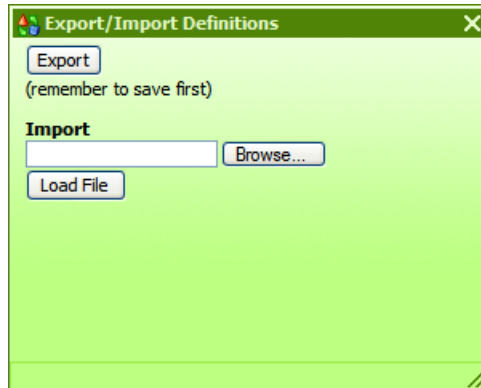 Export/Import Definitions
Export
(remember to save first)
Import
Browse...
Load File